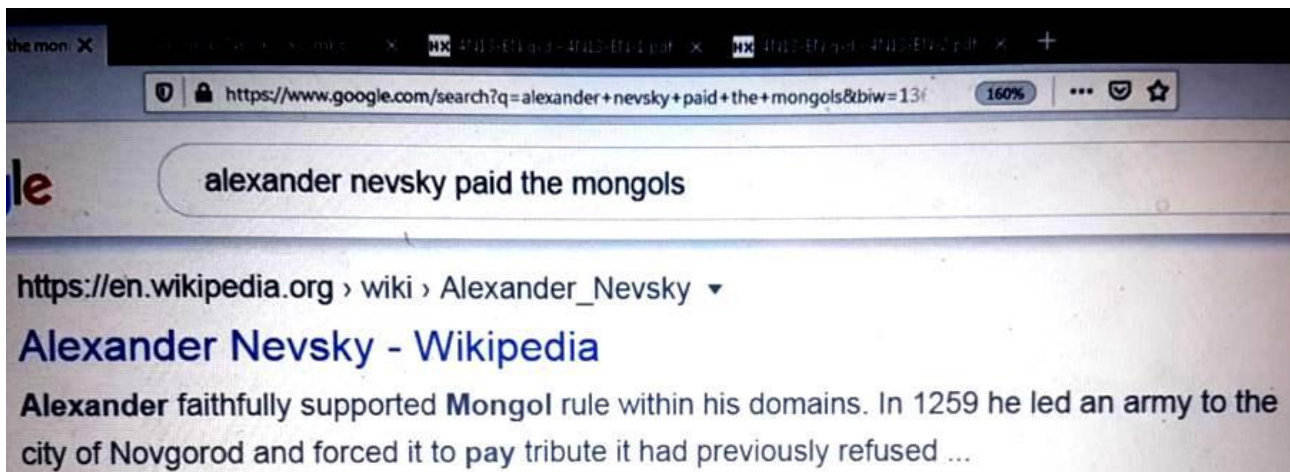 the mon HX HX
https://www.google.com/search?q=alexander+nevsky+paid+the+mongols&biw=13 160%
gle alexander nevsky paid the mongols
https://en.wikipedia.org › wiki › Alexander_Nevsky
Alexander Nevsky - Wikipedia
Alexander faithfully supported Mongol rule within his domains. In 1259 he led an army to the
city of Novgorod and forced it to pay tribute it had previously refused ...